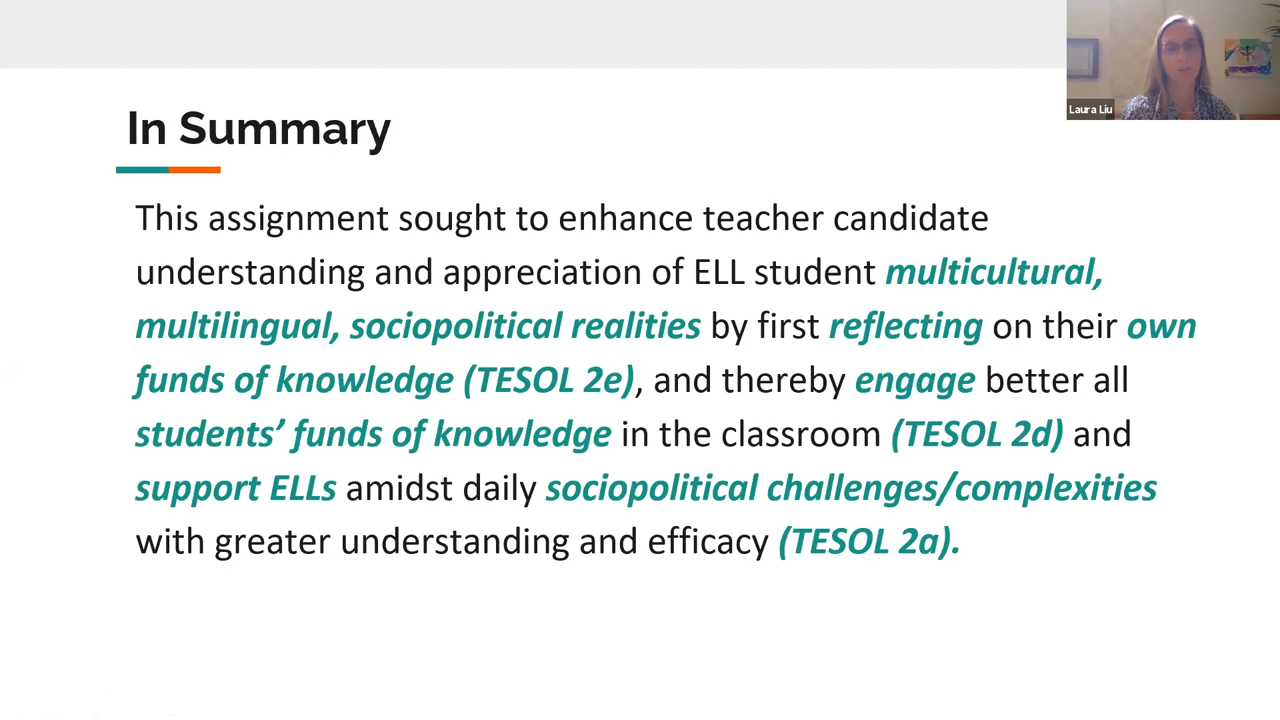 Laura Liu
In Summary
This assignment sought to enhance teacher candidate
understanding and appreciation of ELL student multicultural,
multilingual, sociopolitical realities by first reflecting on their own
funds of knowledge (TESOL 2e), and thereby engage better all
students’ funds of knowledge in the classroom (TESOL 2d) and
support ELLs amidst daily sociopolitical challenges/complexities
with greater understanding and efficacy (TESOL 2a).